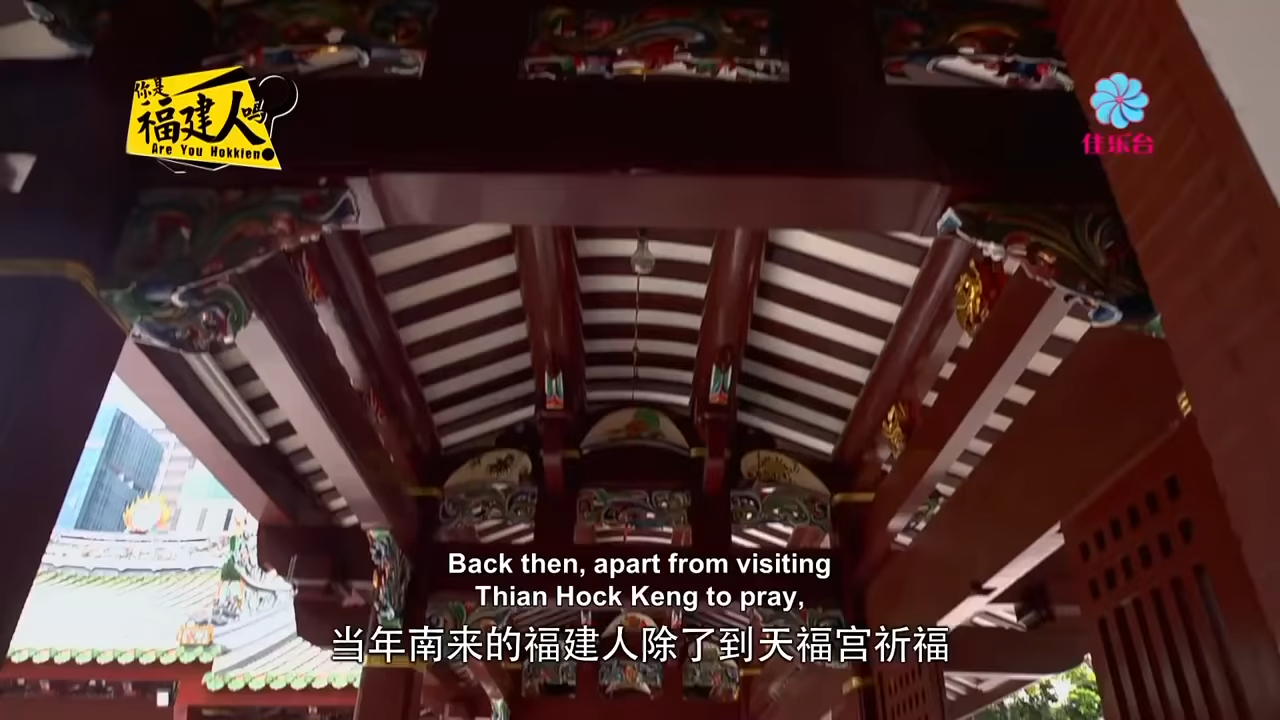 你是
福建人吗
Are You Hokkien
佳乐台
Back then, apart from visiting
Thian Hock Keng to pray,
当年南来的福建人除了到天福宫祈福